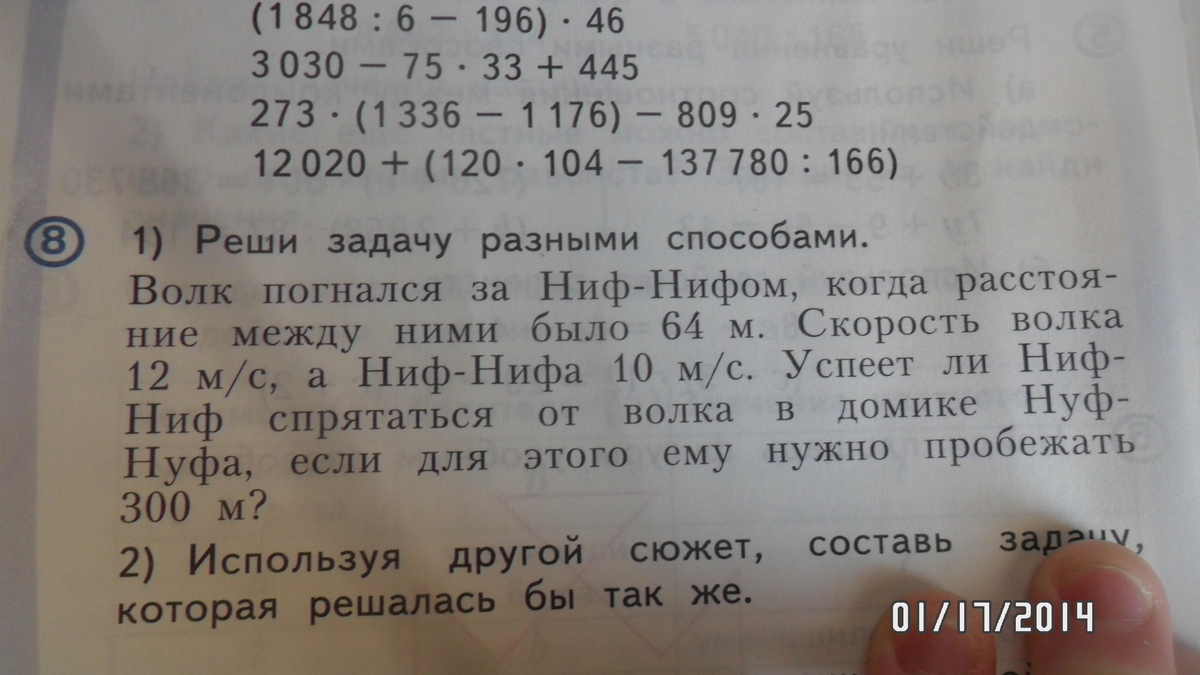 (1 848 : 6 − 196) · 46
3 030 − 75 · 33 + 445
273 · (1 336 − 1 176) − 809 · 25
12 020 + (120 · 104 − 137 780 : 166)
8 1) Реши задачу разными способами.
Волк погнался за Ниф-Нифом, когда расстоя-
ние между ними было 64 м. Скорость волка
12 м/с, а Ниф-Нифа 10 м/с. Успеет ли Ниф-
Ниф спрятаться от волка в домике Нуф-
Нуфа, если для этого ему нужно пробежать
300 м?
2) Используя другой сюжет, составь задачу,
которая решалась бы так же.
01/17/2014